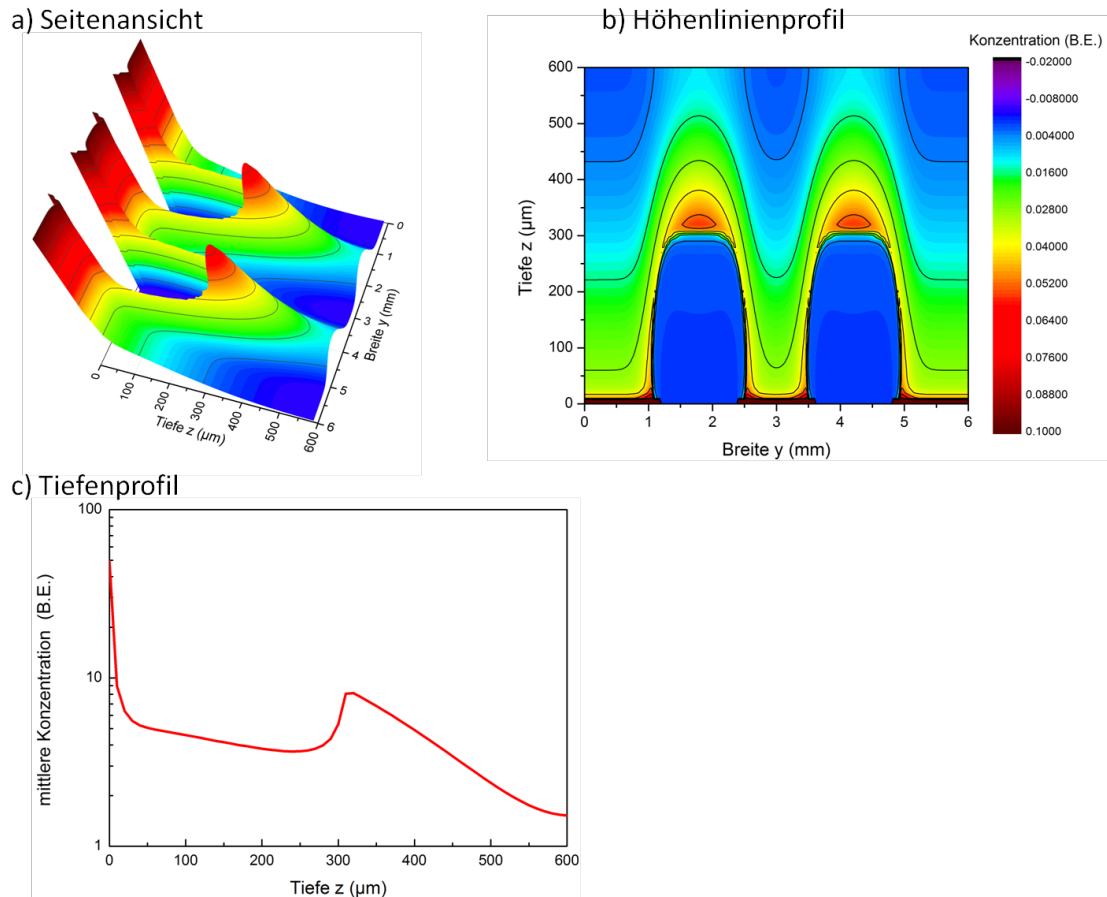 a) Seitenansicht
0
100
200
300
400
500
600
Tiefe z (µm)
0
1
2
3
4
5
6
Breite y (mm)
b) Höhenlinienprofil
Konzentration (B.E.)
-0.02000
-0.008000
0.004000
0.01600
0.02800
0.04000
0.05200
0.06400
0.07600
0.08800
0.1000
600
500
400
300
200
100
0
Tiefe z (µm)
0 1 2 3 4 5 6
Breite y (mm)
c) Tiefenprofil
100
10
1
mittlere Konzentration (B.E.)
0 100 200 300 400 500 600
Tiefe z (µm)